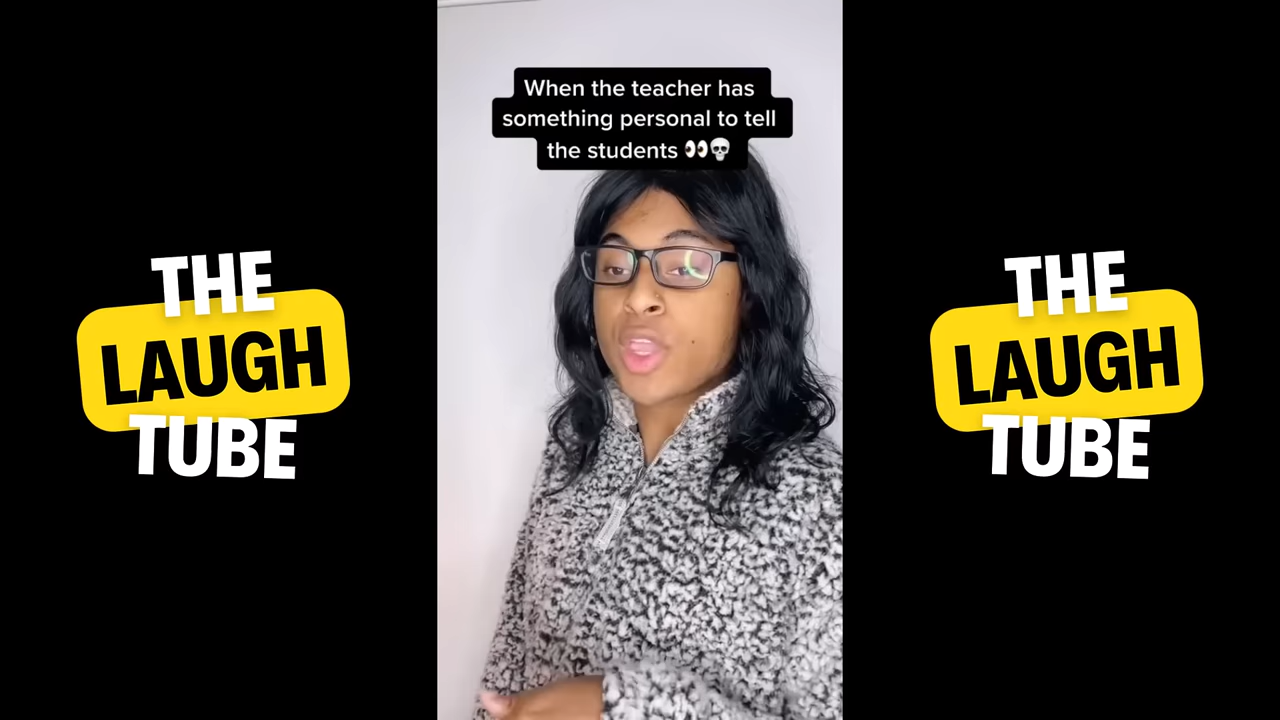 When the teacher has
something personal to tell
the students 👀💀
THE
LAUGH
TUBE
THE
LAUGH
TUBE